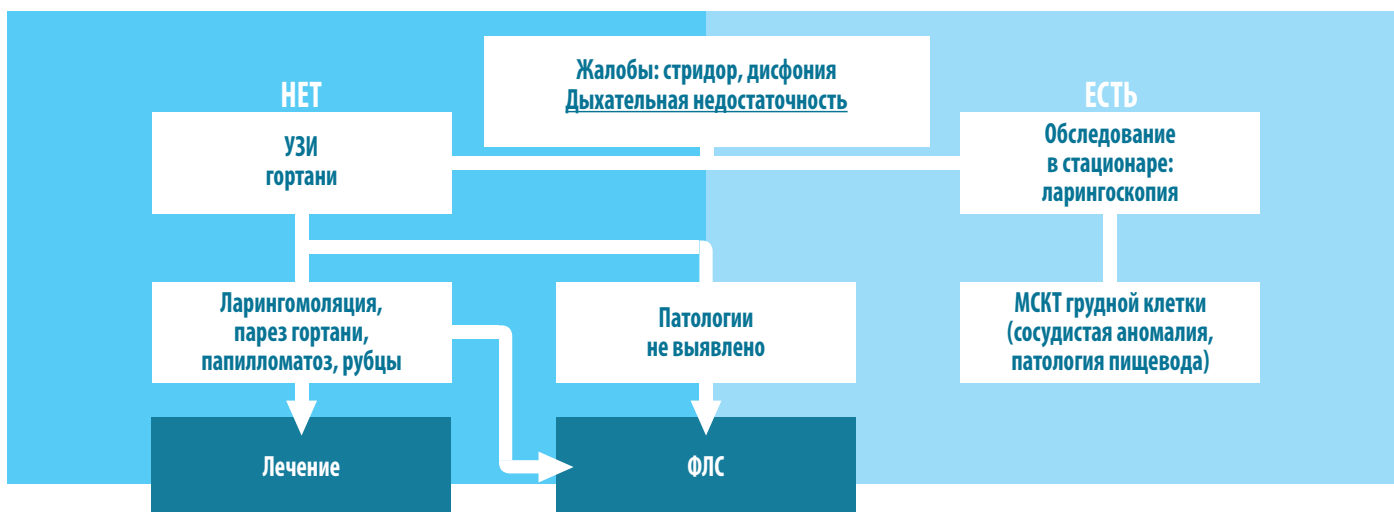 Жалобы: стридор, дисфония
Дыхательная недостаточность
НЕТ
ЕСТЬ
УЗИ
гортани
Обследование
в стационаре:
ларингоскопия
Ларингомоляция,
парез гортани,
папилломатоз, рубцы
Патологии
не выявлено
МСКТ грудной клетки
(сосудистая аномалия,
патология пищевода)
Лечение
ФЛС